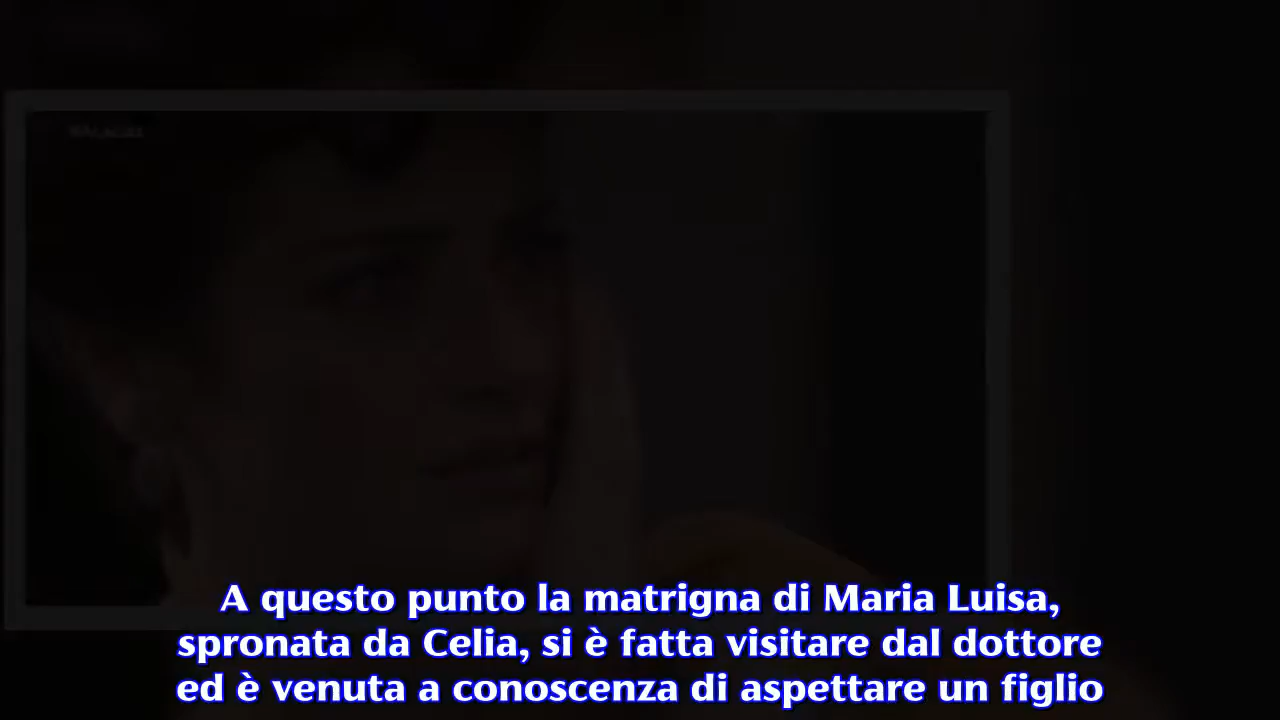 A questo punto la matrigna di Maria Luisa,
spronata da Celia, si è fatta visitare dal dottore
ed è venuta a conoscenza di aspettare un figlio